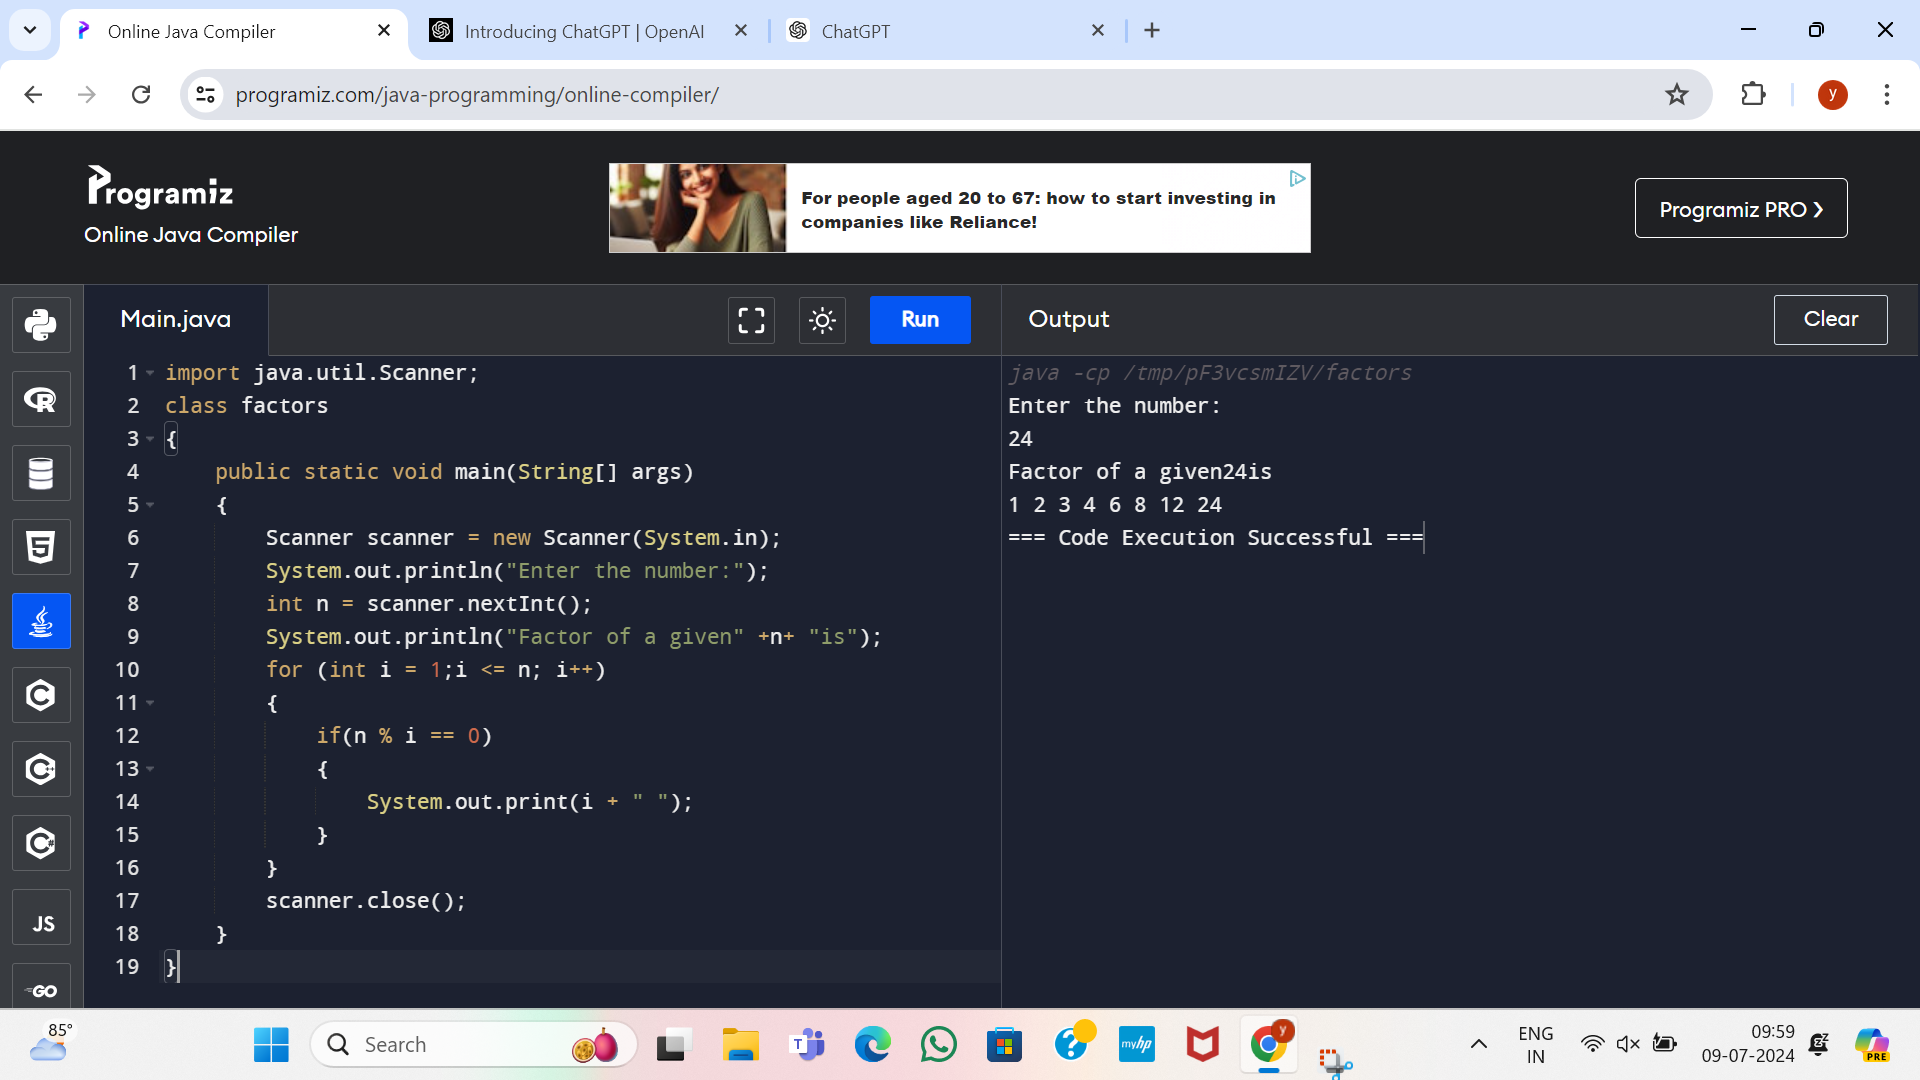 Online Java Compiler
Introducing ChatGPT | OpenAI
ChatGPT
programiz.com/java-programming/online-compiler/
y
Programiz
Online Java Compiler
For people aged 20 to 67: how to start investing in
companies like Reliance!
Programiz PRO ❯
Main.java
Run
Output
Clear
1 import java.util.Scanner;
2 class factors
3 {
4 public static void main(String[] args)
5 {
6 Scanner scanner = new Scanner(System.in);
7 System.out.println("Enter the number:");
8 int n = scanner.nextInt();
9 System.out.println("Factor of a given" +n+ "is");
10 for (int i = 1;i <= n; i++)
11 {
12 if(n % i == 0)
13 {
14 System.out.print(i + " ");
15 }
16 }
17 scanner.close();
18 }
19 }
java -cp /tmp/pF3vcsmIZV/factors
Enter the number:
24
Factor of a given24is
1 2 3 4 6 8 12 24
=== Code Execution Successful ===
R
5
C
C++
C#
JS
GO
85°
Search
T
myhp
y
ENG
IN
09:59
09-07-2024
PRE